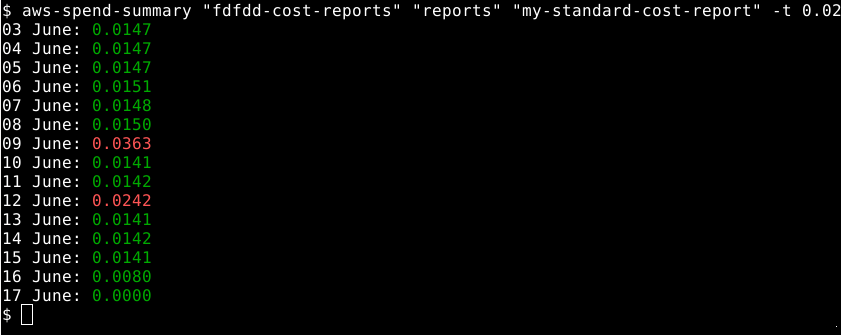 $ aws-spend-summary "fdfdd-cost-reports" "reports" "my-standard-cost-report" -t 0.02
03 June: 0.0147
04 June: 0.0147
05 June: 0.0147
06 June: 0.0151
07 June: 0.0148
08 June: 0.0150
09 June: 0.0363
10 June: 0.0141
11 June: 0.0142
12 June: 0.0242
13 June: 0.0141
14 June: 0.0142
15 June: 0.0141
16 June: 0.0080
17 June: 0.0000
$